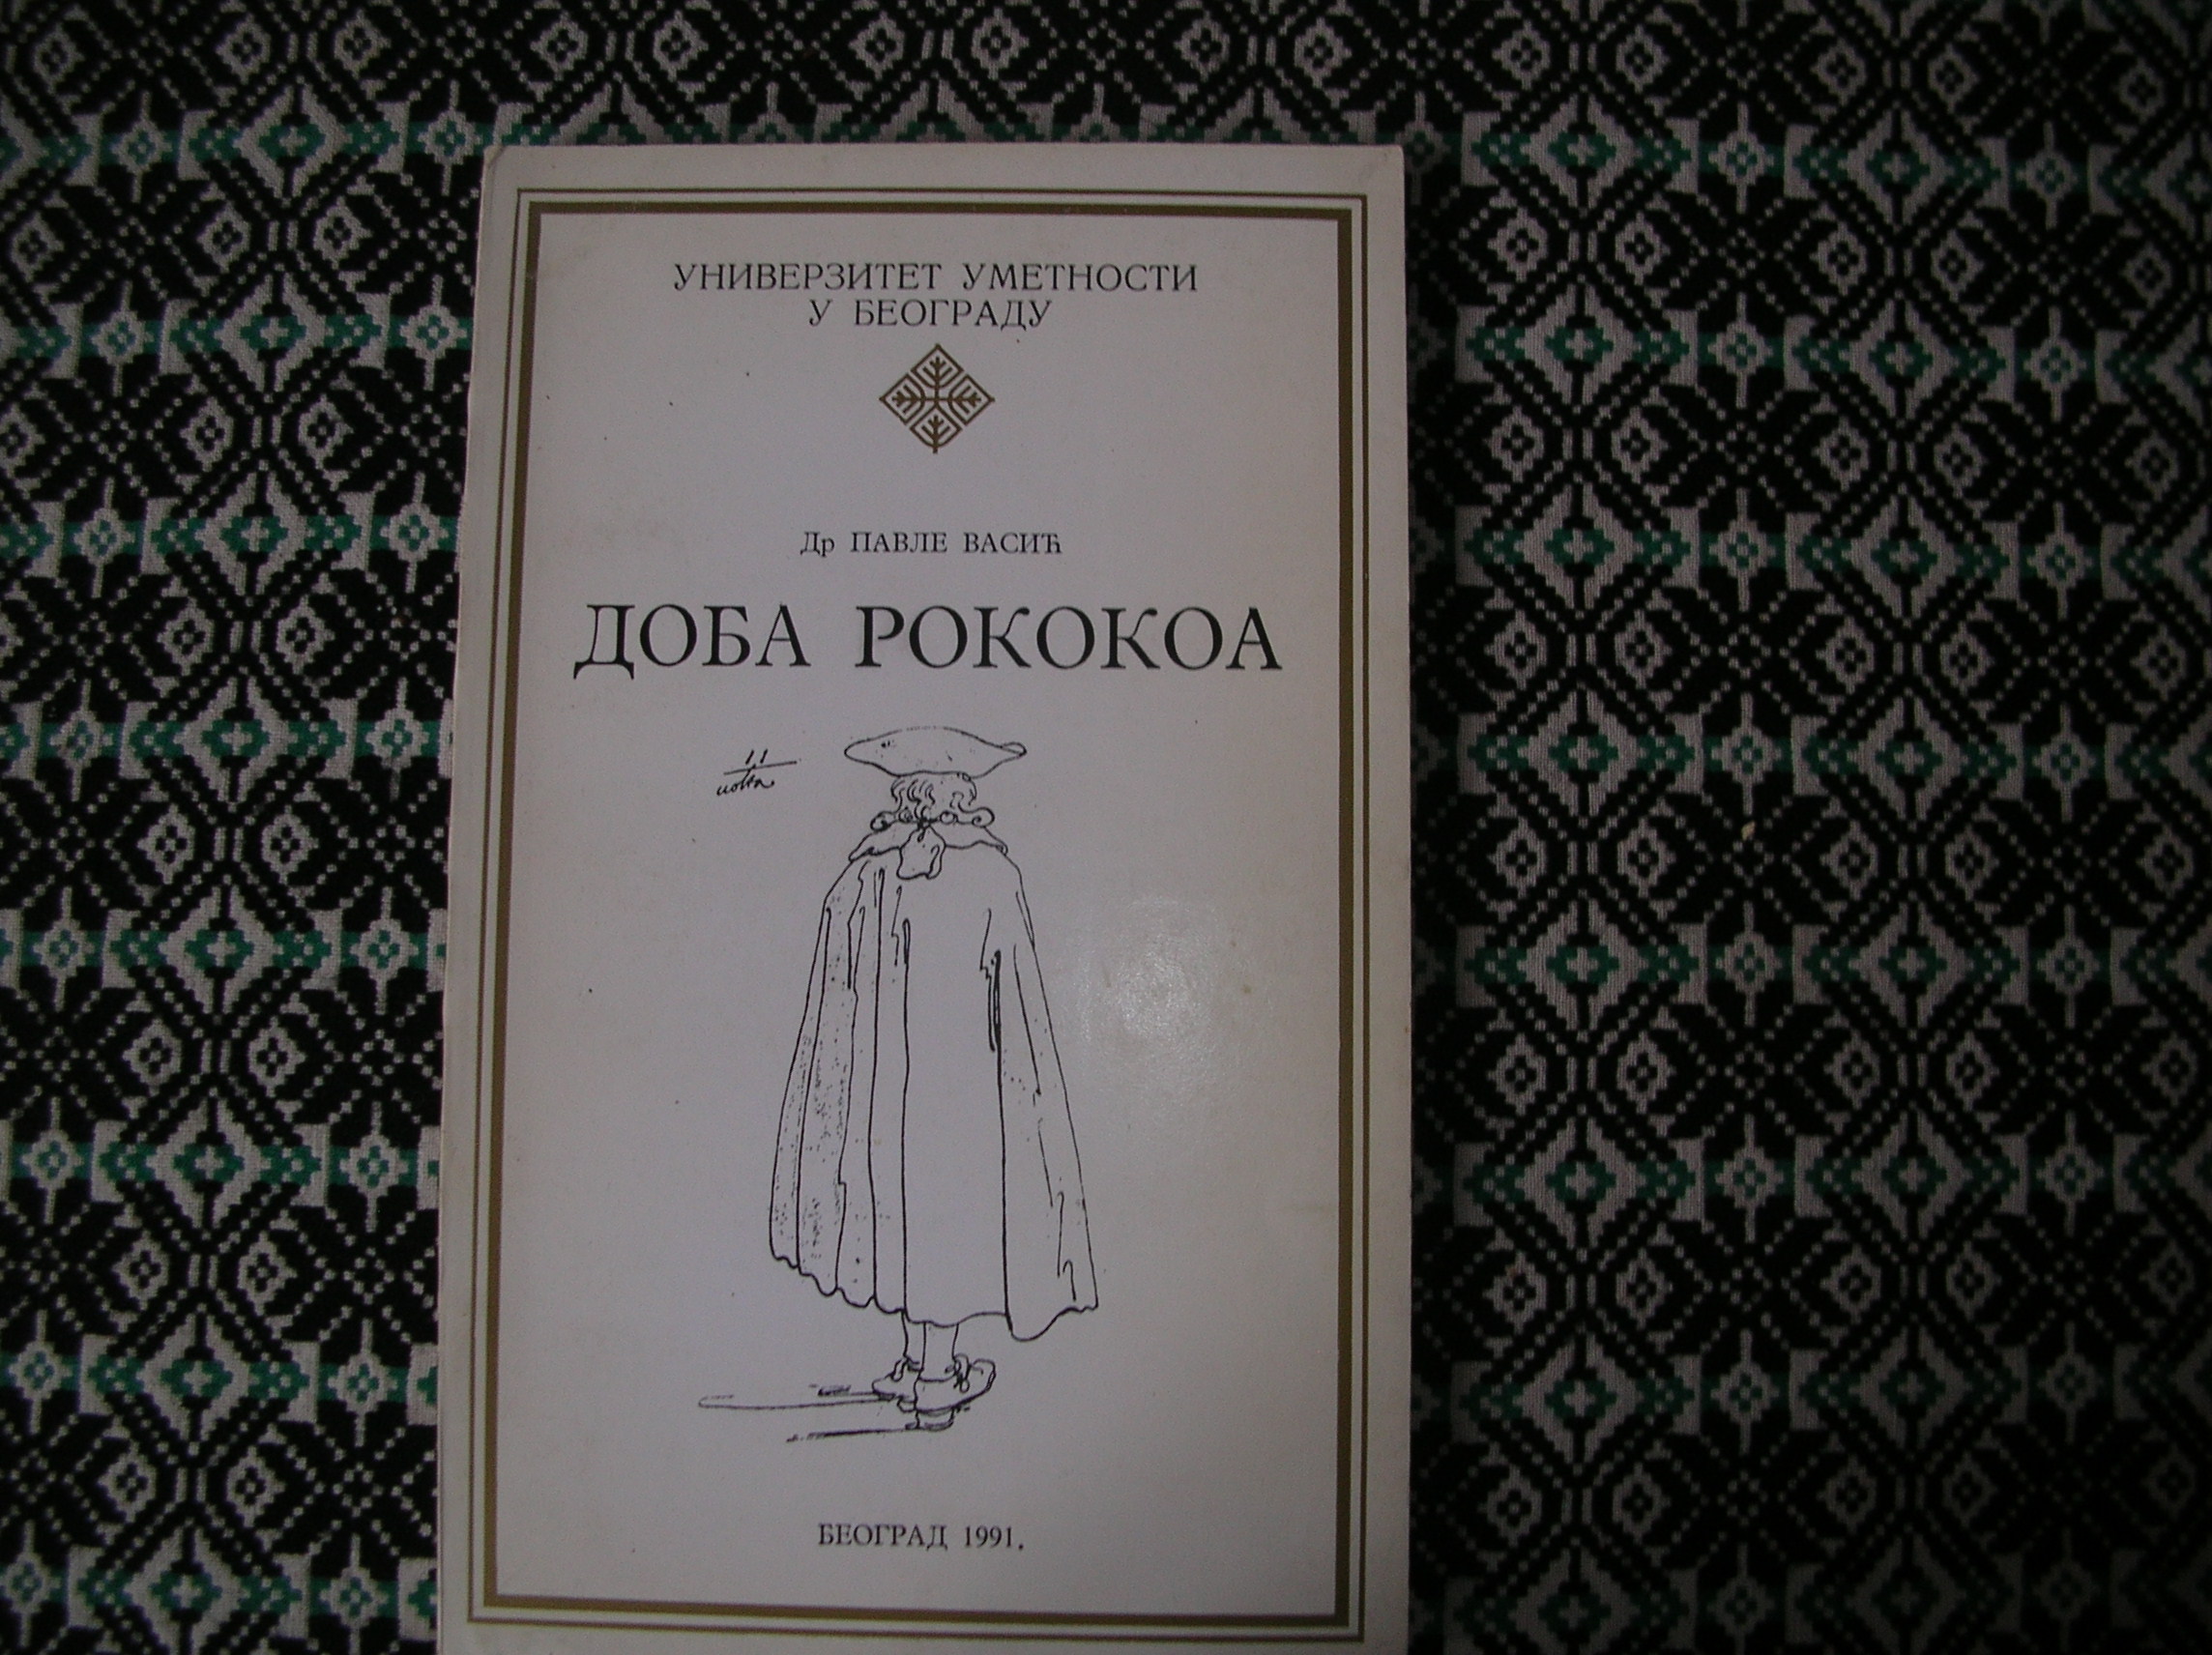 УНИВЕРЗИТЕТ УМЕТНОСТИ
У БЕОГРАДУ
Др ПАВЛЕ ВАСИЋ
ДОБА РОКОКОА
БЕОГРАД 1991.